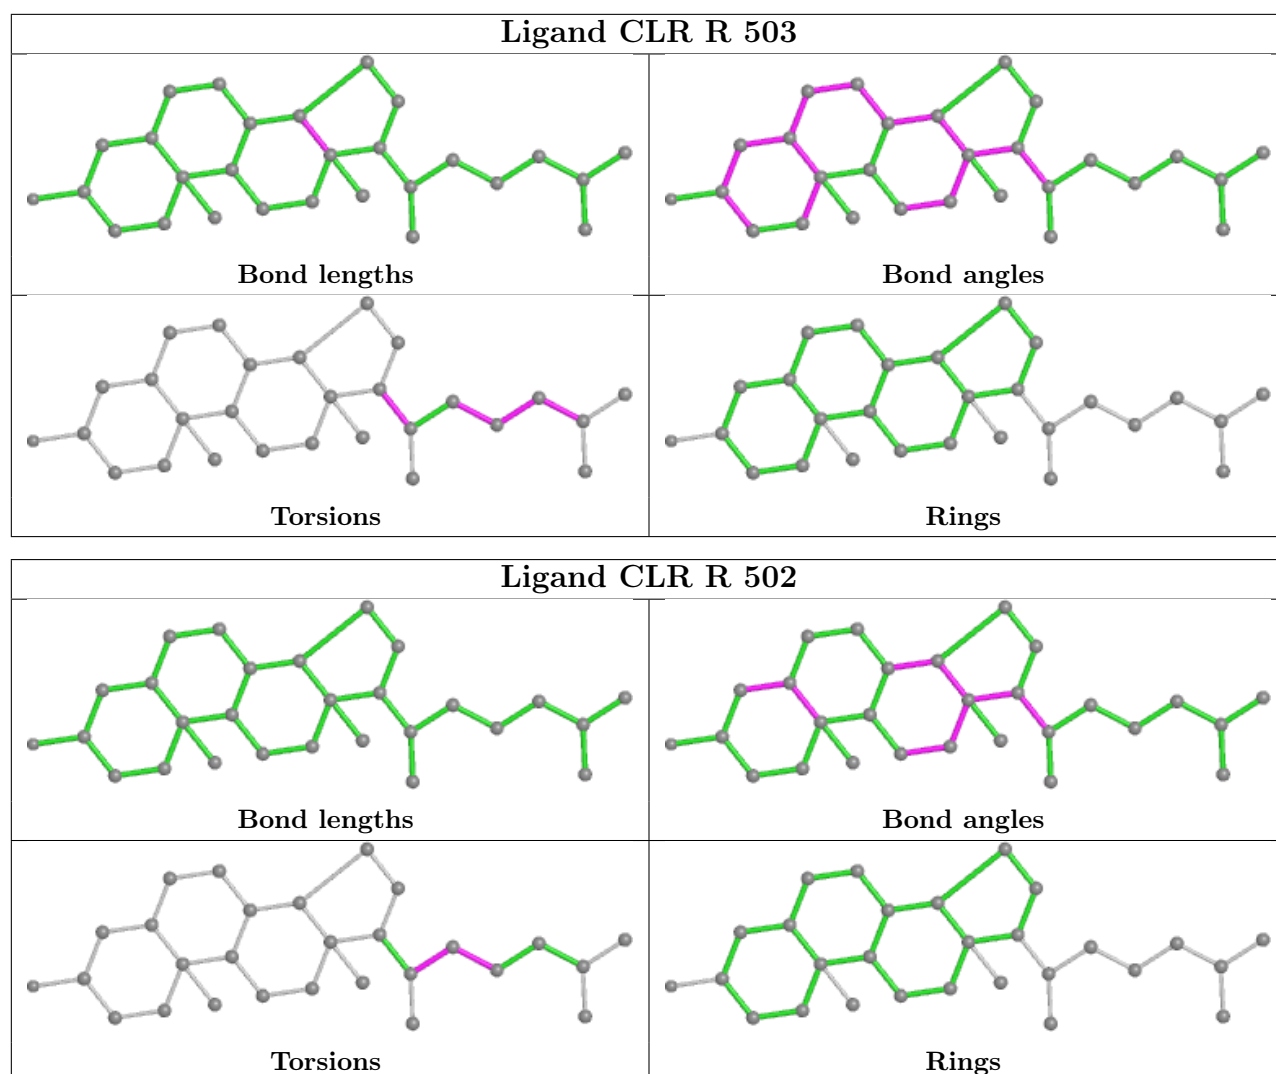 Ligand CLR R 503
Bond lengths
Bond angles
Torsions
Rings
Ligand CLR R 502
Bond lengths
Bond angles
Torsions
Rings